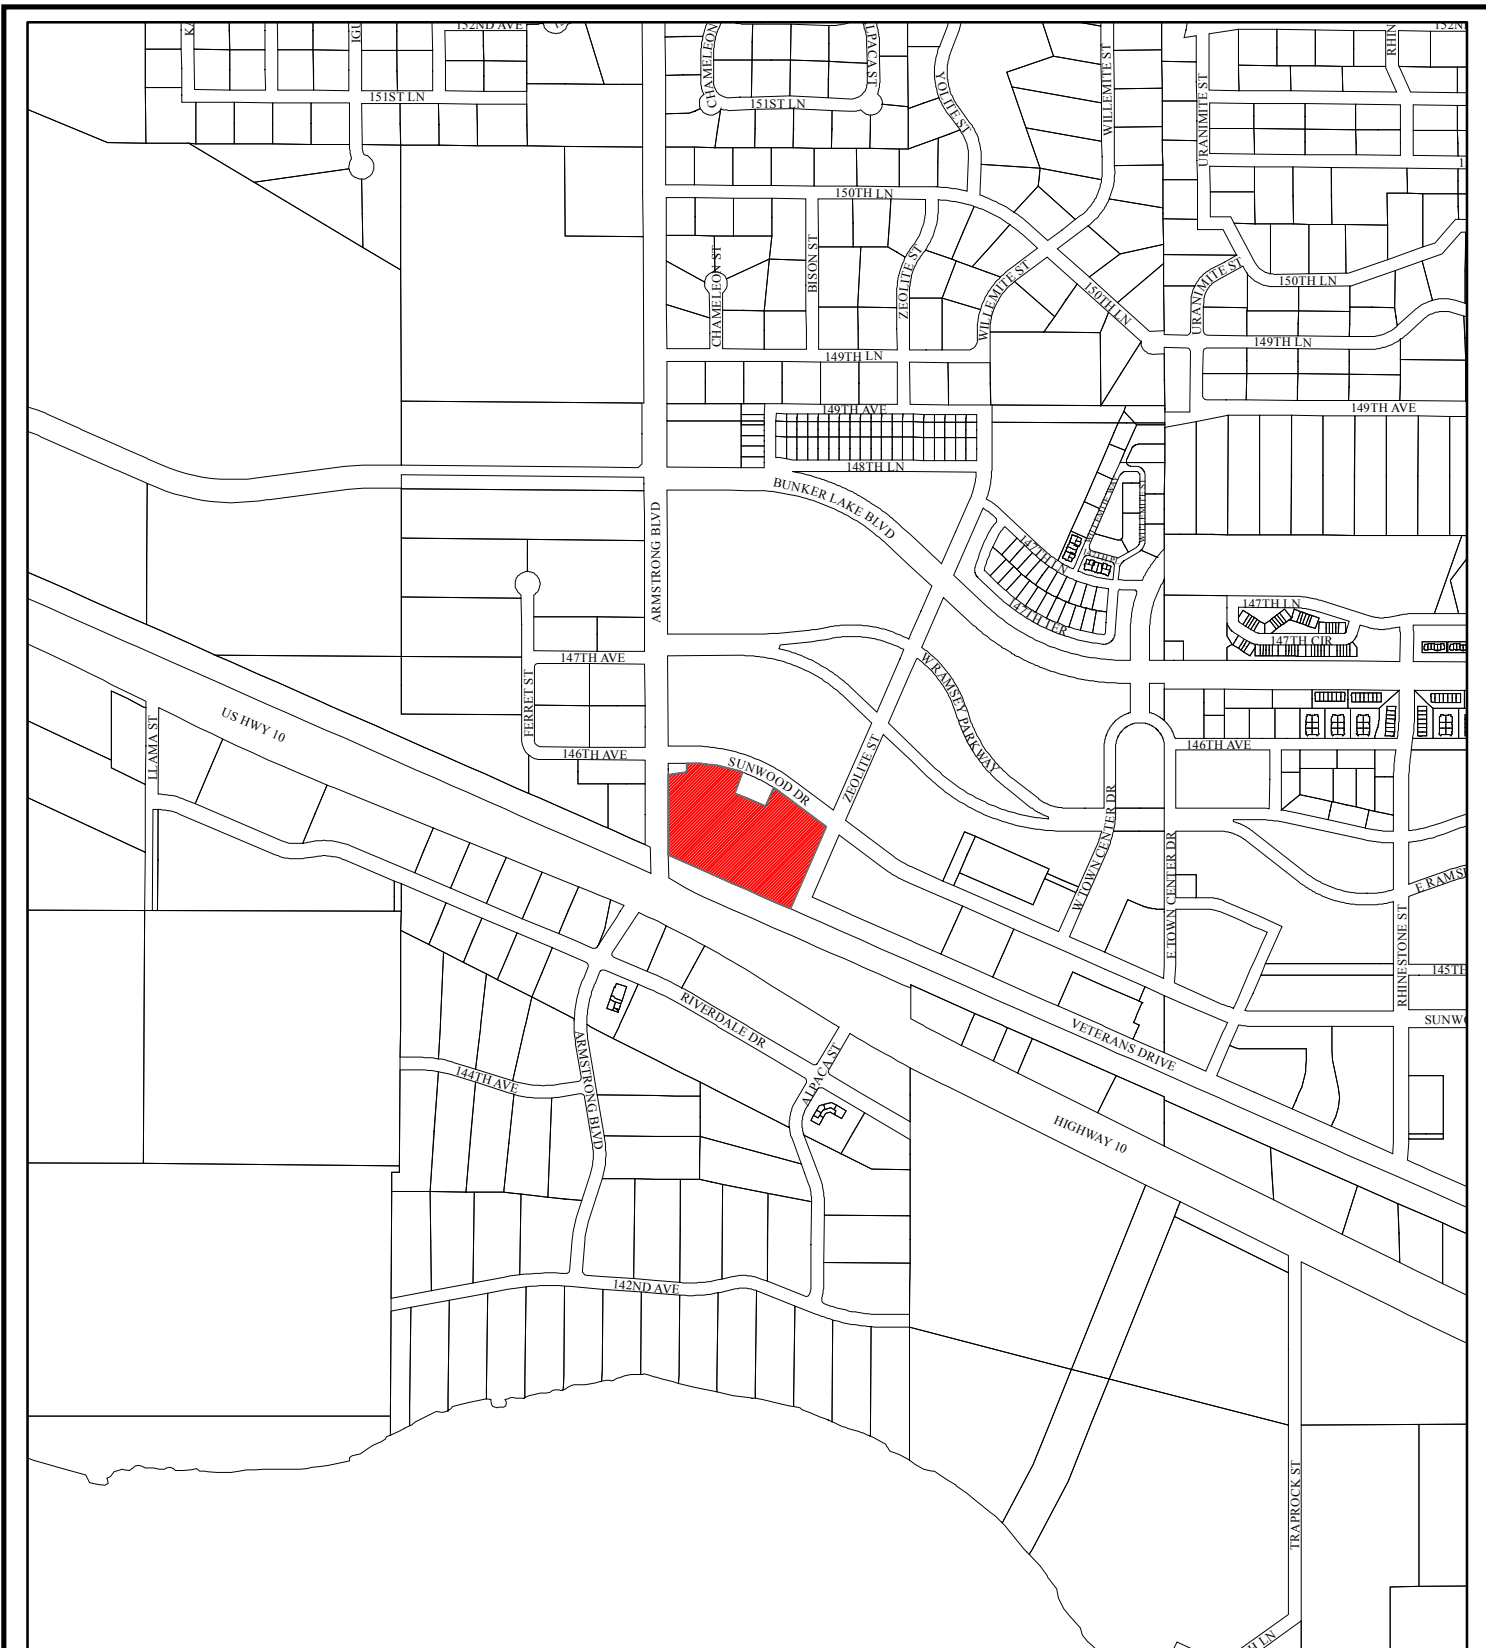 152ND AVE
151ST LN
CHAMELEON
151ST LN
YOLITE ST
WILLEMITE ST
URANIMITE ST
RHIN
150TH LN
CHAMELEON ST
BISON ST
ZEOLITE ST
WILLEMITE ST
150TH LN
URANIMITE ST
150TH LN
149TH LN
149TH LN
149TH AVE
149TH AVE
148TH LN
BUNKER LAKE BLVD
ARMSTRONG BLVD
147TH LN
147TH TER
147TH LN
147TH CIR
147TH AVE
FERRET ST
W RAMSEY PARKWAY
146TH AVE
146TH AVE
US HWY 10
LLAMA ST
SUNWOOD DR
ZEOLITE ST
W TOWN CENTER DR
E TOWN CENTER DR
E RAMS
RHINESTONE ST
145TH
SUNW
RIVERDALE DR
VETERANS DRIVE
ARMSTRONG BLVD
144TH AVE
ALPACA ST
HIGHWAY 10
142ND AVE
TRAPROCK ST